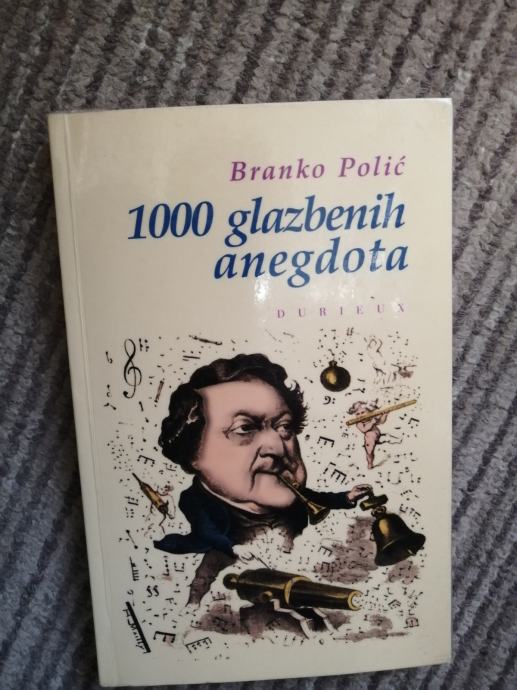 Branko Polić
1000 glazbenih
anegdota
DURIEUX